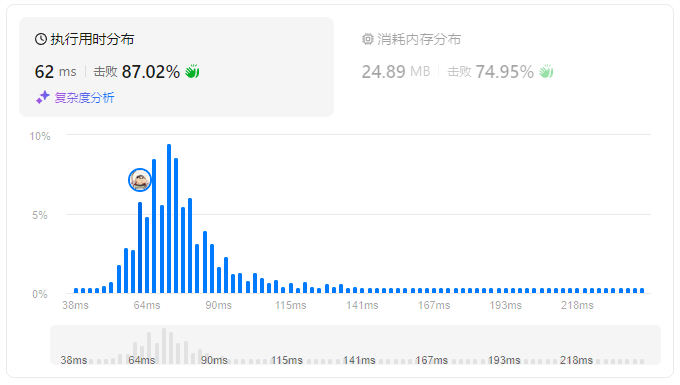 执行用时分布
消耗内存分布
62 ms 击败 87.02%
24.89 MB 击败 74.95%
复杂度分析
10%
5%
0%
38ms 64ms 90ms 115ms 141ms 167ms 193ms 218ms
38ms 64ms 90ms 115ms 141ms 167ms 193ms 218ms